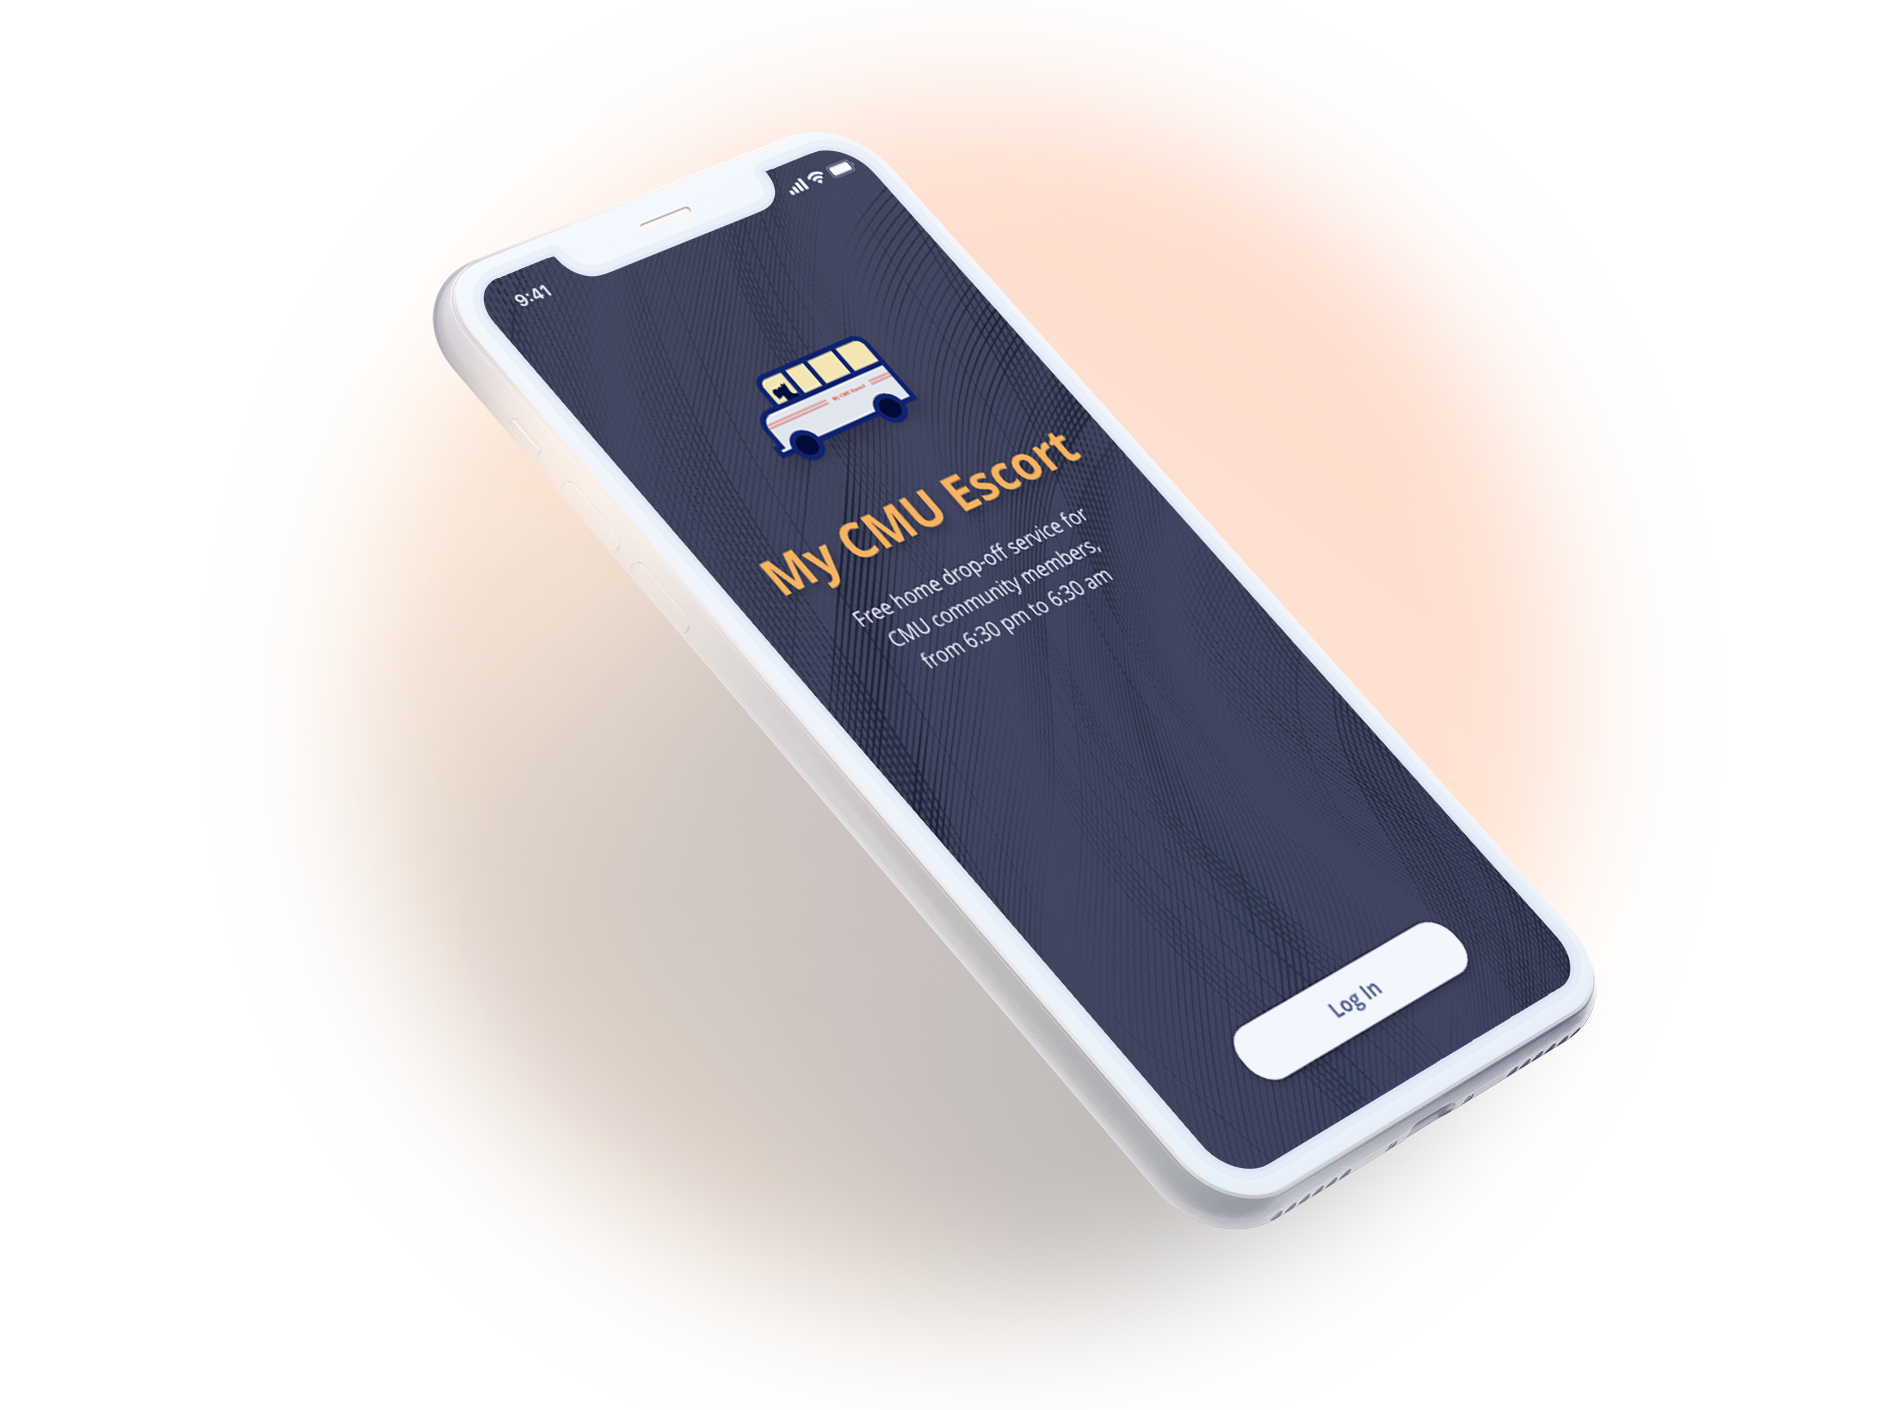 9:41
My CMU Escort
My CMU Escort
Free home drop-off service for
CMU community members,
from 6:30 pm to 6:30 am
Log In